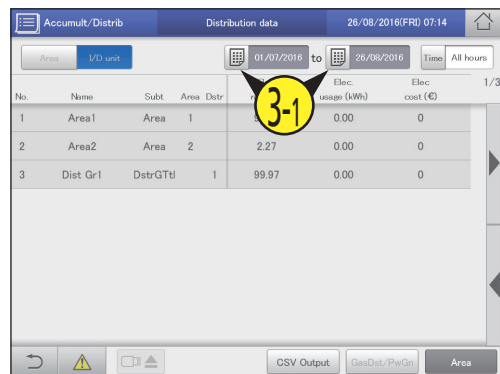 Accumult/Distrib Distribution data 26/08/2016(FRI) 07:14
Area I/D unit 01/07/2016 to 26/08/2016 Time All hours
3-1
Elec. Elec 1/3
No. Name Subt Area Dstr usage (kWh) cost (€)
1 Area1 Area 1 0.00 0
2 Area2 Area 2 2.27 0.00 0
3 Dist Gr1 DstrGTtl 1 99.97 0.00 0
CSV Output GasDst/PwGn Area